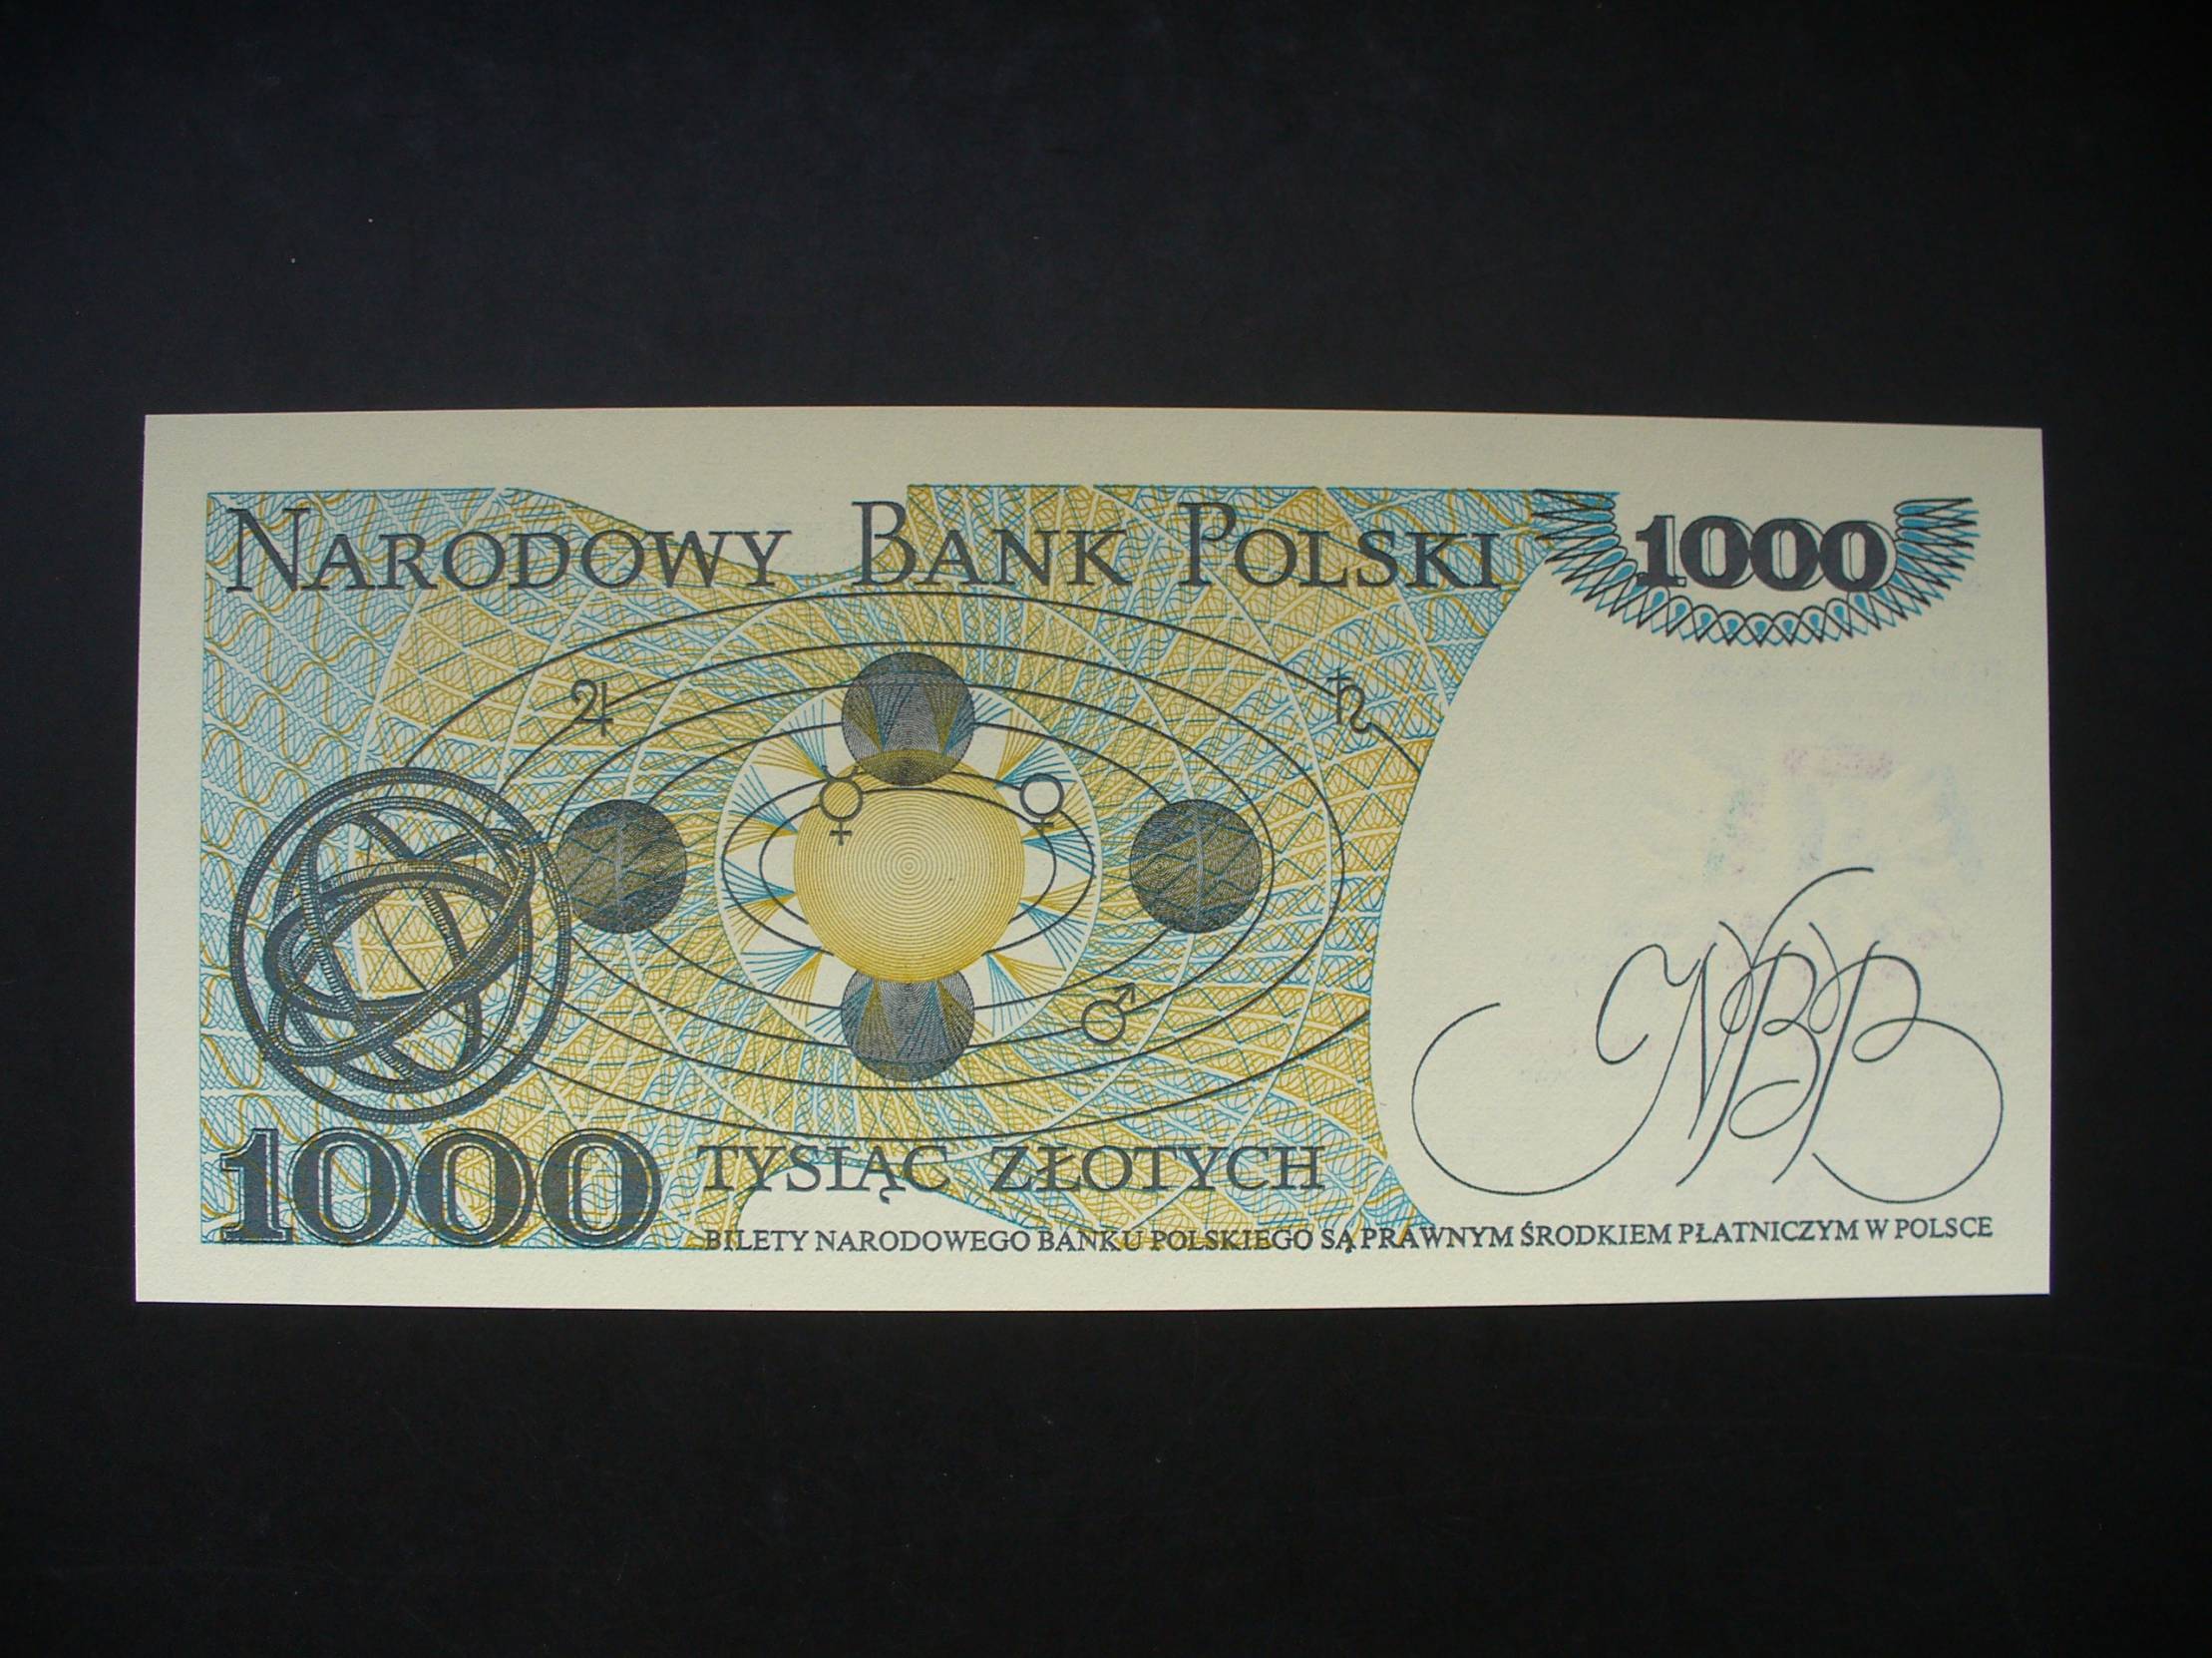 NARODOWY BANK POLSKI
1000
NBP
1000 TYSIĄC ZŁOTYCH
BILETY NARODOWEGO BANKU POLSKIEGO SĄ PRAWNYM ŚRODKIEM PŁATNICZYM W POLSCE